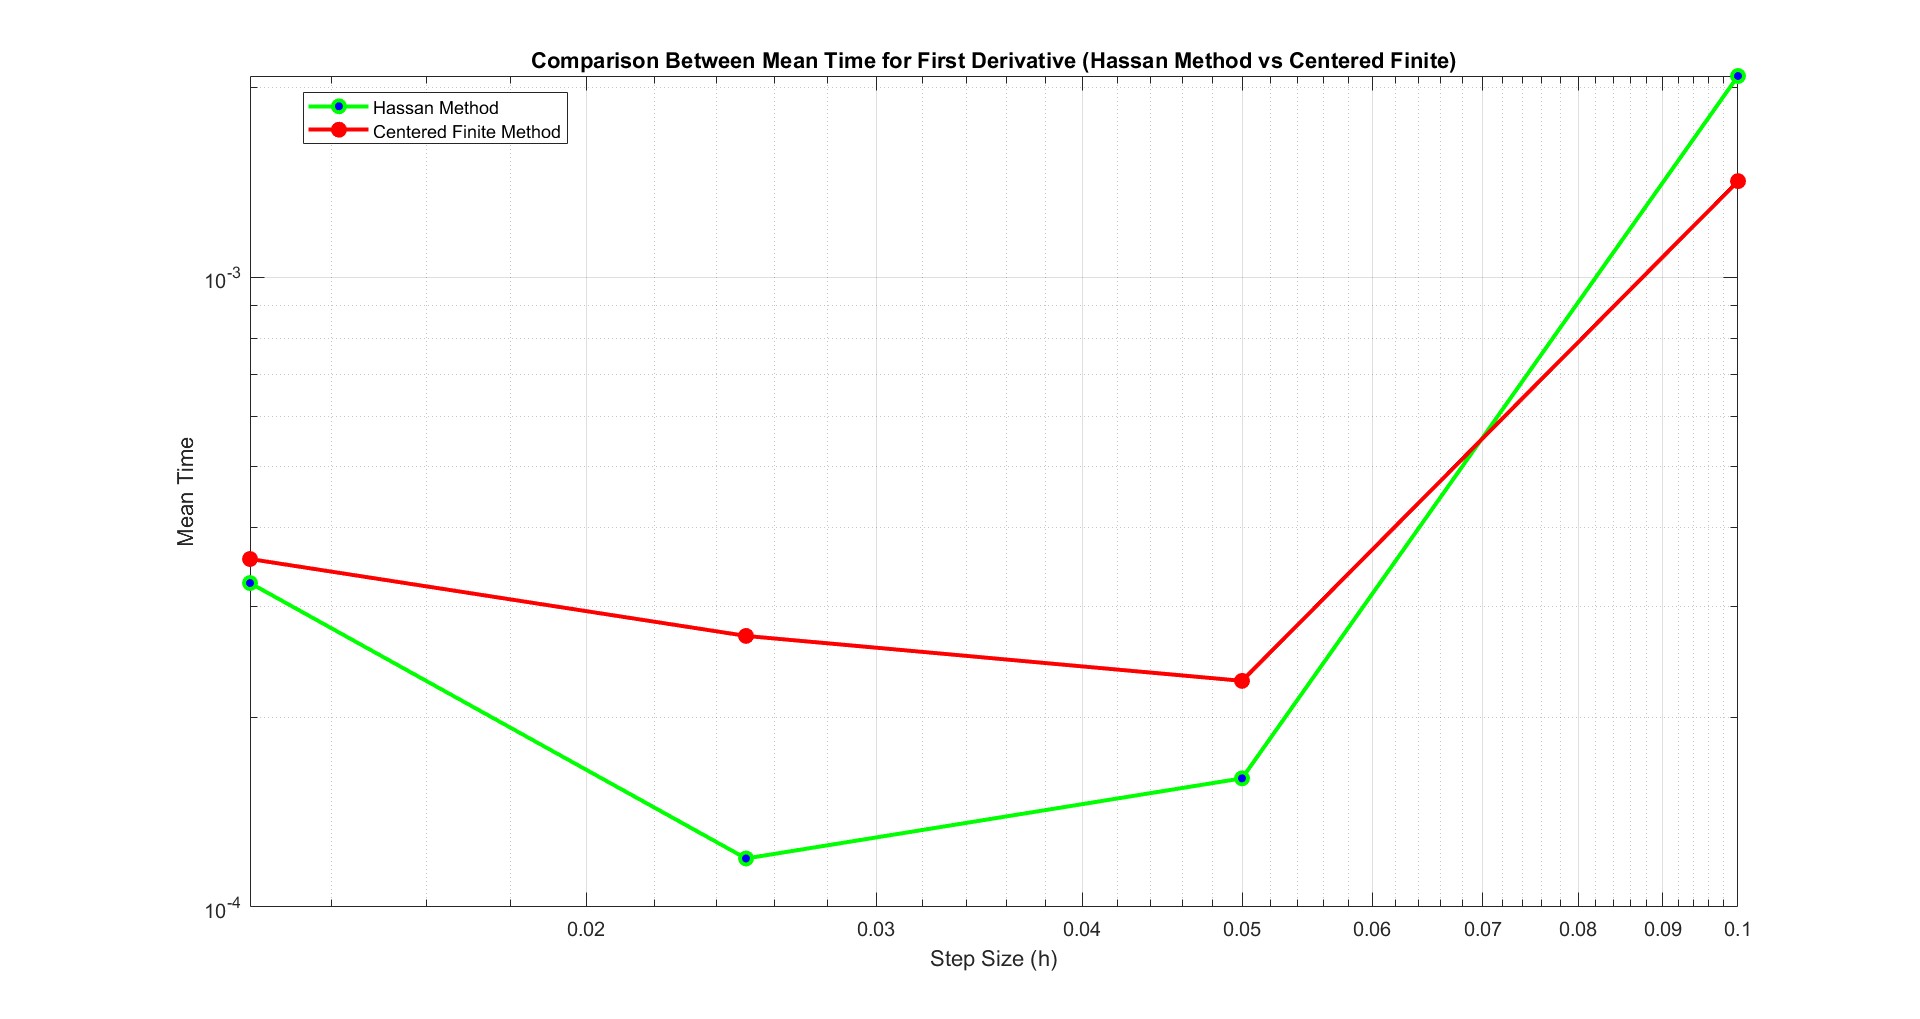 Comparison Between Mean Time for First Derivative (Hassan Method vs Centered Finite)
Hassan Method
Centered Finite Method
10^-3
Mean Time
10^-4
0.02 0.03 0.04 0.05 0.06 0.07 0.08 0.09 0.1
Step Size (h)